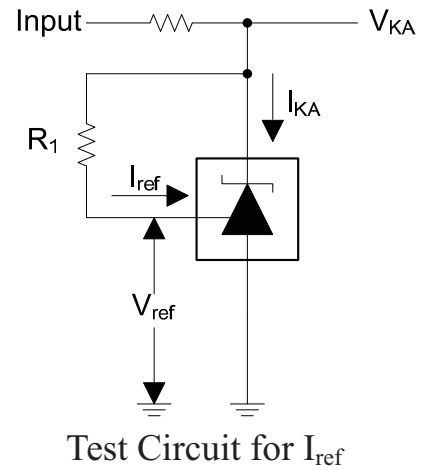 Input
V_KA
I_KA
R_1
I_ref
V_ref
Test Circuit for I_ref